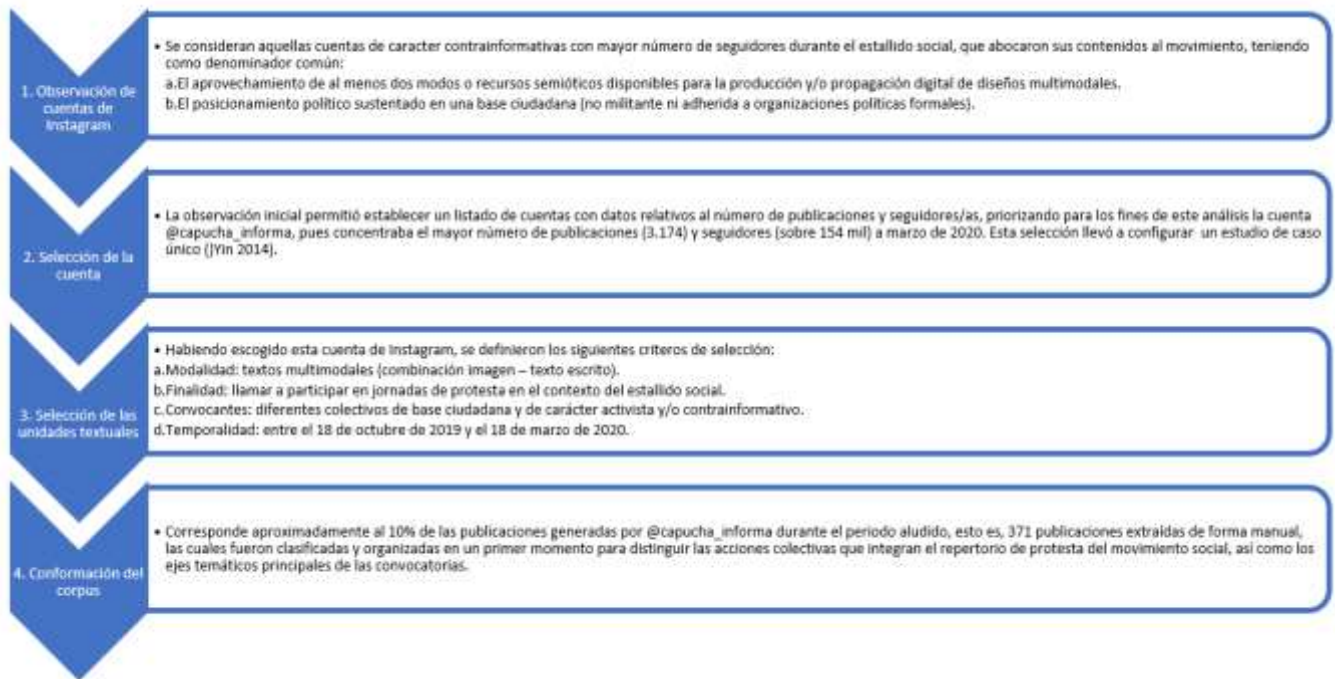 1. Observación de
cuentas de
Instagram
• Se consideran aquellas cuentas de caracter contrainformativas con mayor número de seguidores durante el estallido social, que abocaron sus contenidos al movimiento, teniendo
como denominador común:
a.El aprovechamiento de al menos dos modos o recursos semióticos disponibles para la producción y/o propagación digital de diseños multimodales.
b.El posicionamiento político sustentado en una base ciudadana (no militante ni adherida a organizaciones políticas formales).
2. Selección de la
cuenta
• La observación inicial permitió establecer un listado de cuentas con datos relativos al número de publicaciones y seguidores/as, priorizando para los fines de este análisis la cuenta
@capucha_informa, pues concentraba el mayor número de publicaciones (3.174) y seguidores (sobre 154 mil) a marzo de 2020. Esta selección llevó a configurar un estudio de caso
único (JYin 2014).
3. Selección de las
unidades textuales
• Habiendo escogido esta cuenta de Instagram, se definieron los siguientes criteros de selección:
a.Modalidad: textos multimodales (combinación imagen – texto escrito).
b.Finalidad: llamar a participar en jornadas de protesta en el contexto del estallido social.
c.Convocantes: diferentes colectivos de base ciudadana y de carácter activista y/o contrainformativo.
d.Temporalidad: entre el 18 de octubre de 2019 y el 18 de marzo de 2020.
4. Conformación del
corpus
• Corresponde aproximadamente al 10% de las publicaciones generadas por @capucha_informa durante el periodo aludido, esto es, 371 publicaciones extraídas de forma manual,
las cuales fueron clasificadas y organizadas en un primer momento para distinguir las acciones colectivas que integran el repertorio de protesta del movimiento social, así como los
ejes temáticos principales de las convocatorias.